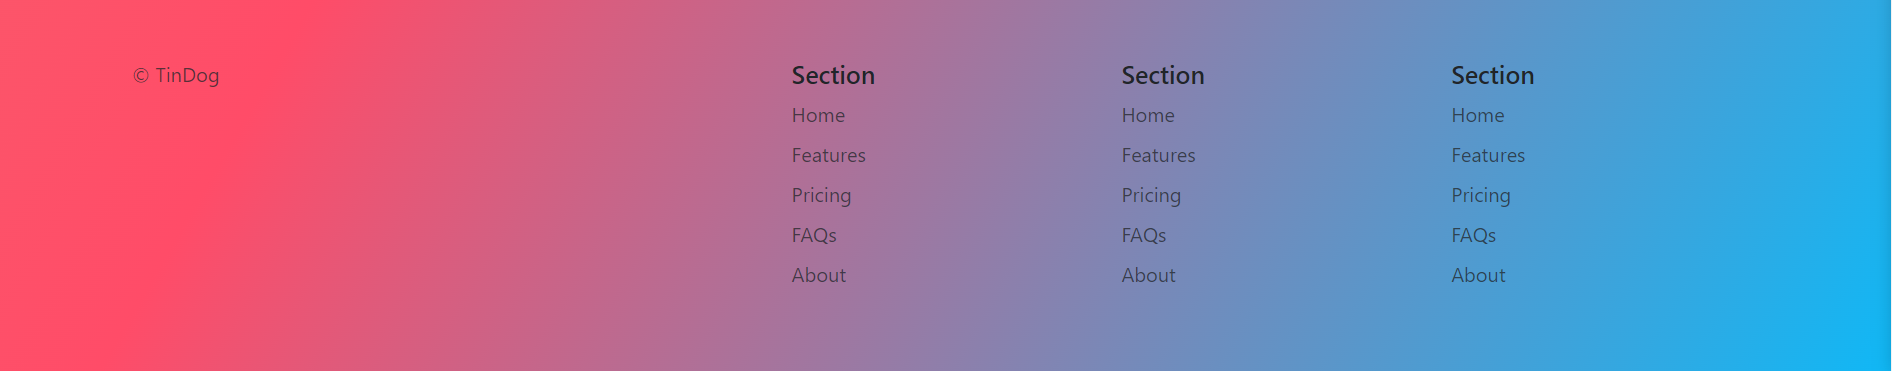 © TinDog
Section
Home
Features
Pricing
FAQs
About
Section
Home
Features
Pricing
FAQs
About
Section
Home
Features
Pricing
FAQs
About